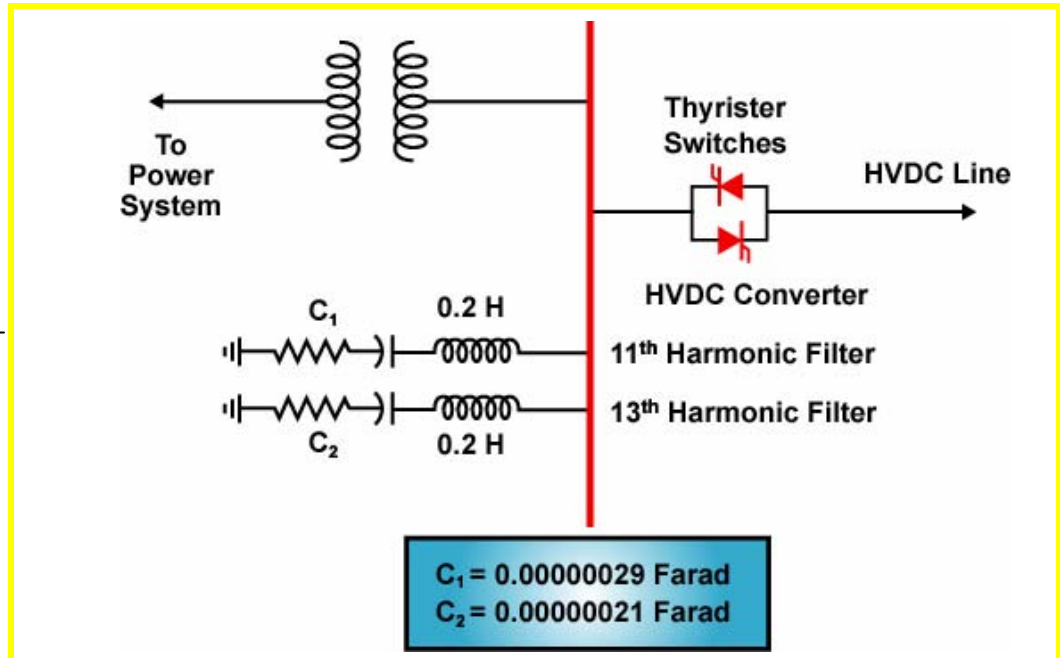 To
Power
System
Thyrister
Switches
HVDC Line
HVDC Converter
C₁
0.2 H
11ᵗʰ Harmonic Filter
13ᵗʰ Harmonic Filter
C₂
0.2 H
C₁ = 0.00000029 Farad
C₂ = 0.00000021 Farad